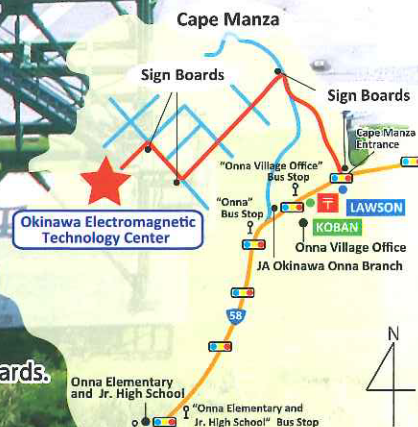 Cape Manza
Sign Boards
Sign Boards
Cape Manza
Entrance
"Onna Village Office"
Bus Stop
〒
LAWSON
"Onna"
Bus Stop
KOBAN
Onna Village Office
Okinawa Electromagnetic
Technology Center
JA Okinawa Onna Branch
58
N
ards.
Onna Elementary
and Jr. High School
"Onna Elementary and
Jr. High School" Bus Stop